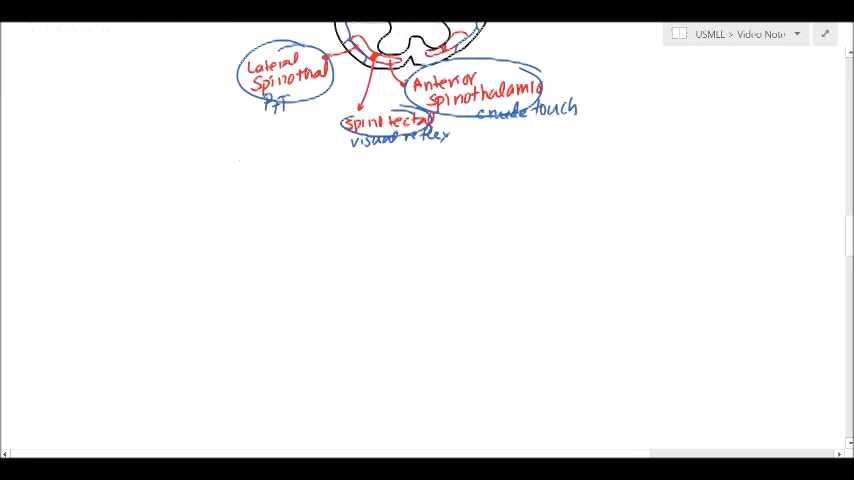 USMLE > Video Note
Lateral
Spinothal
P,T
Anterior
spinothalamic
crude touch
spinotectal
visual reflex